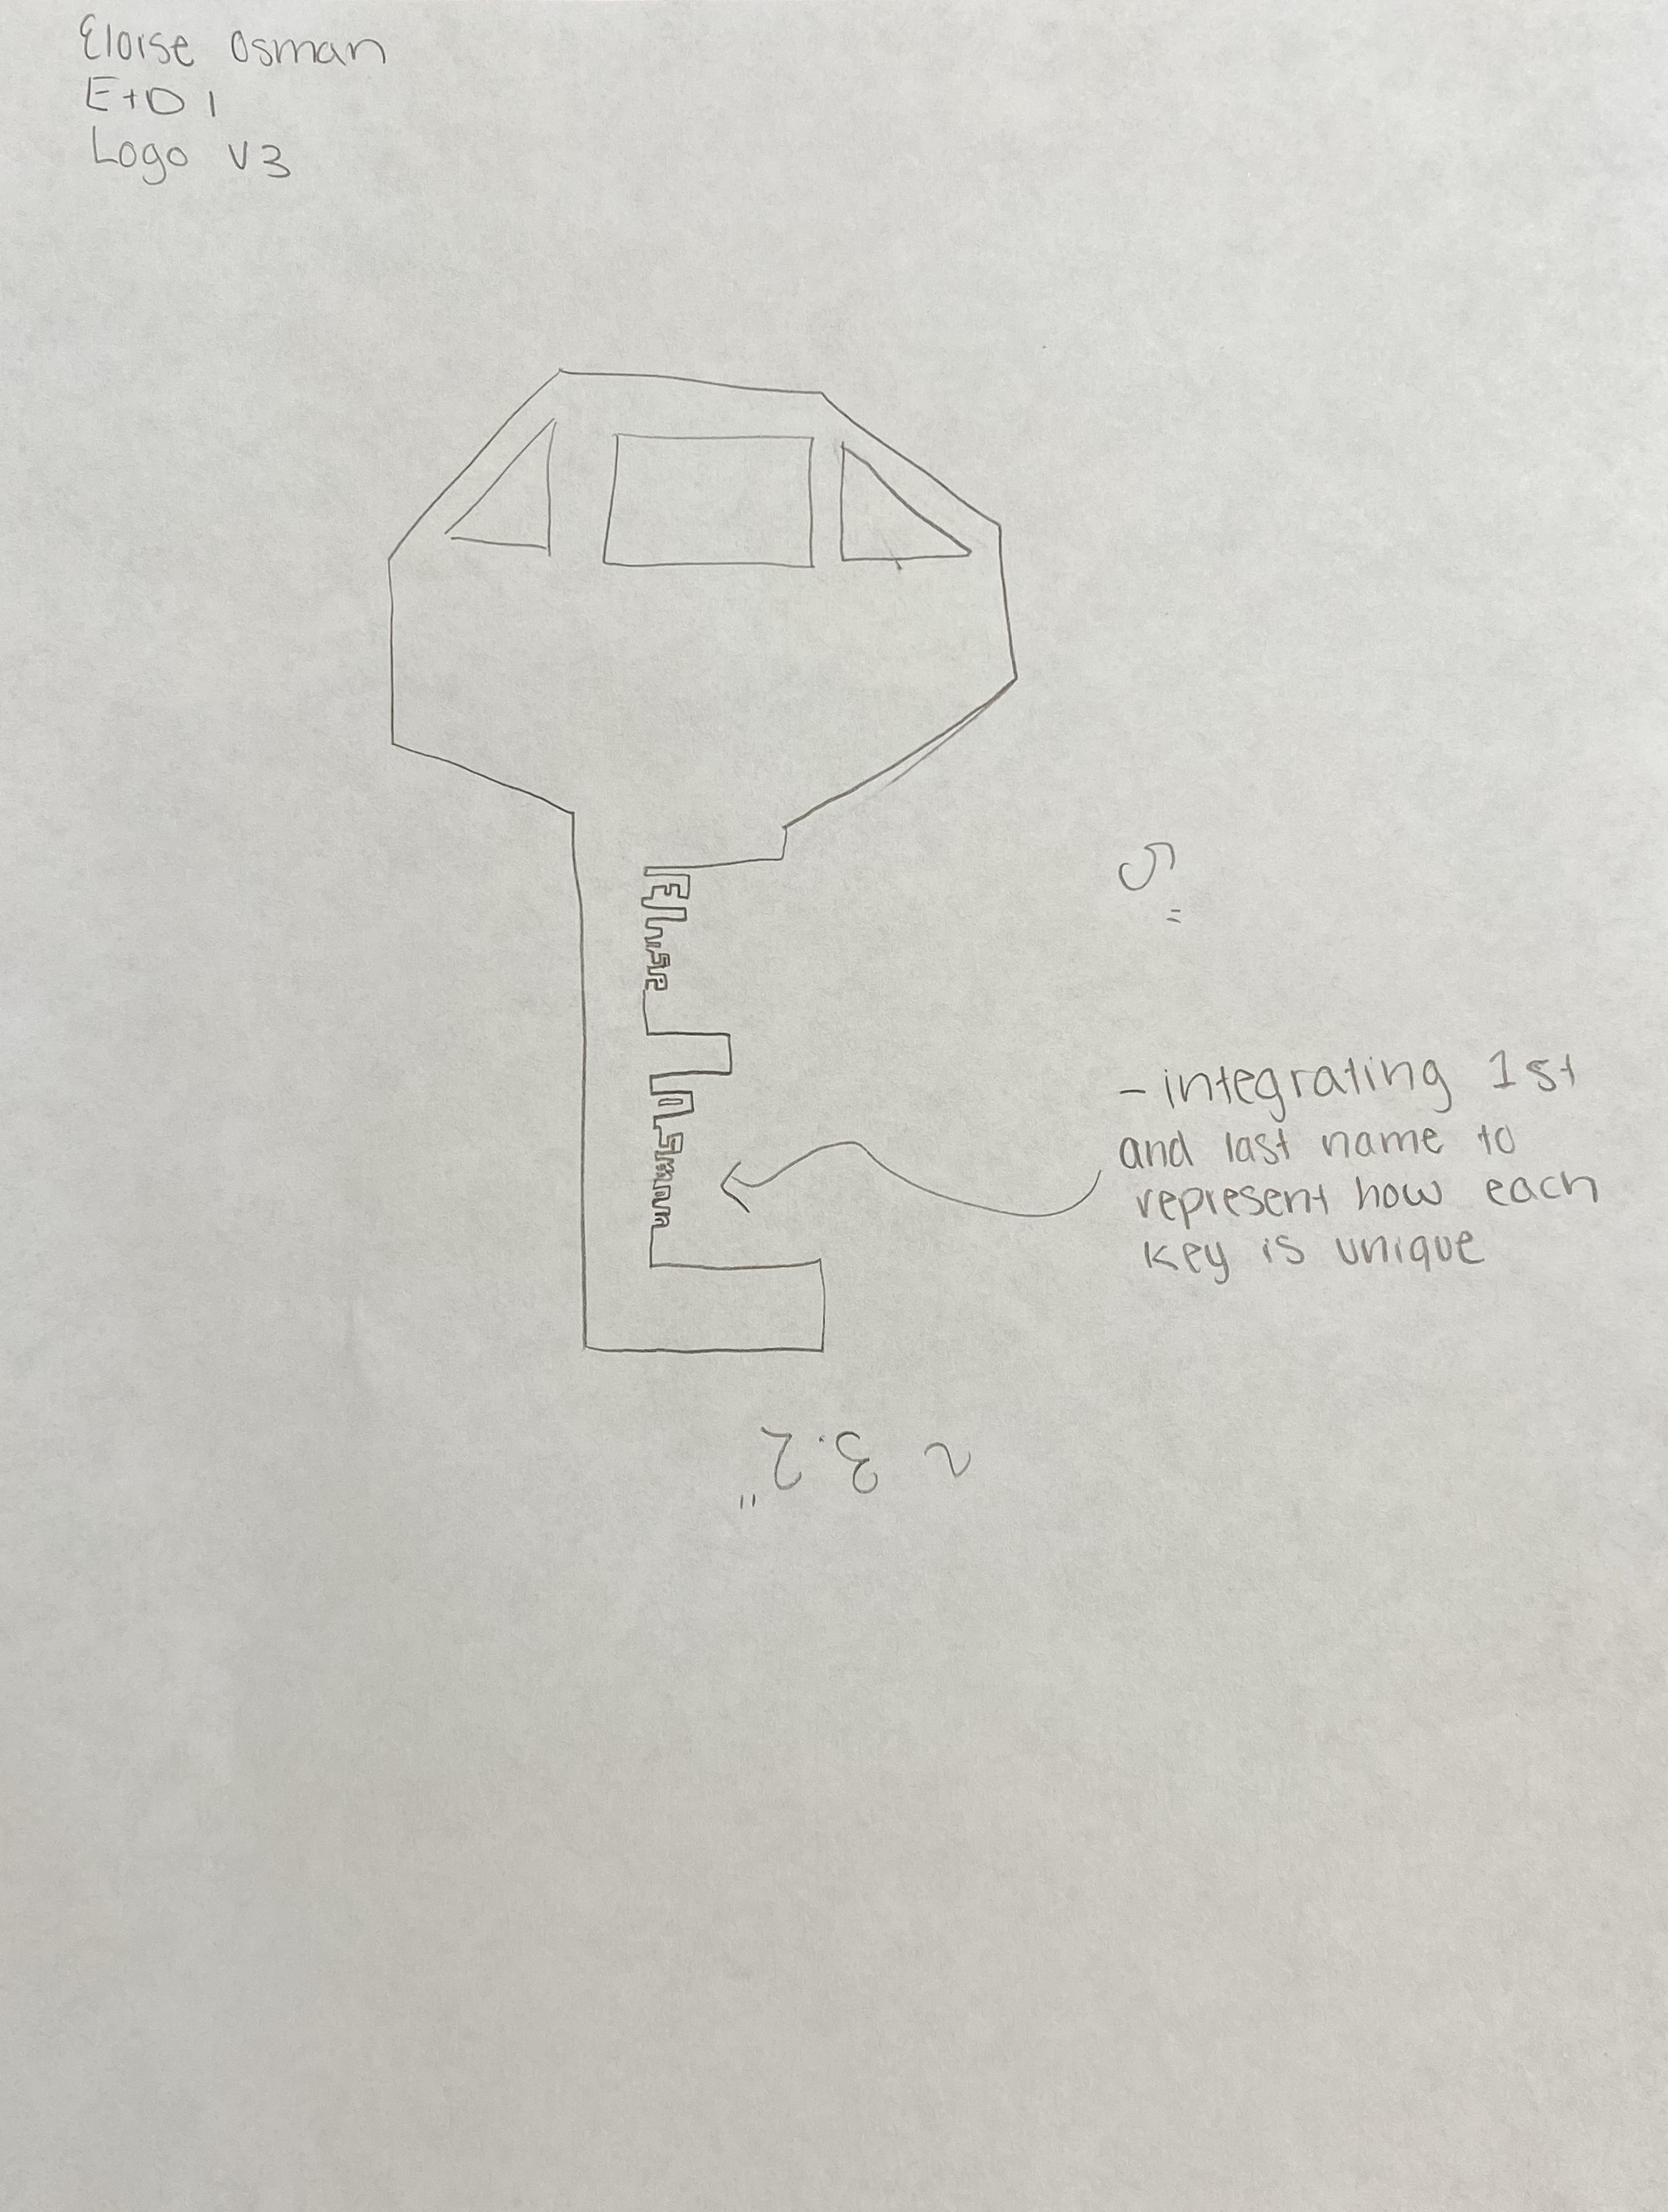 Eloise Osman
E+D 1
Logo V3
Eloise
5"
Osman
- integrating 1st
and last name to
represent how each
key is unique
~ 3.2"